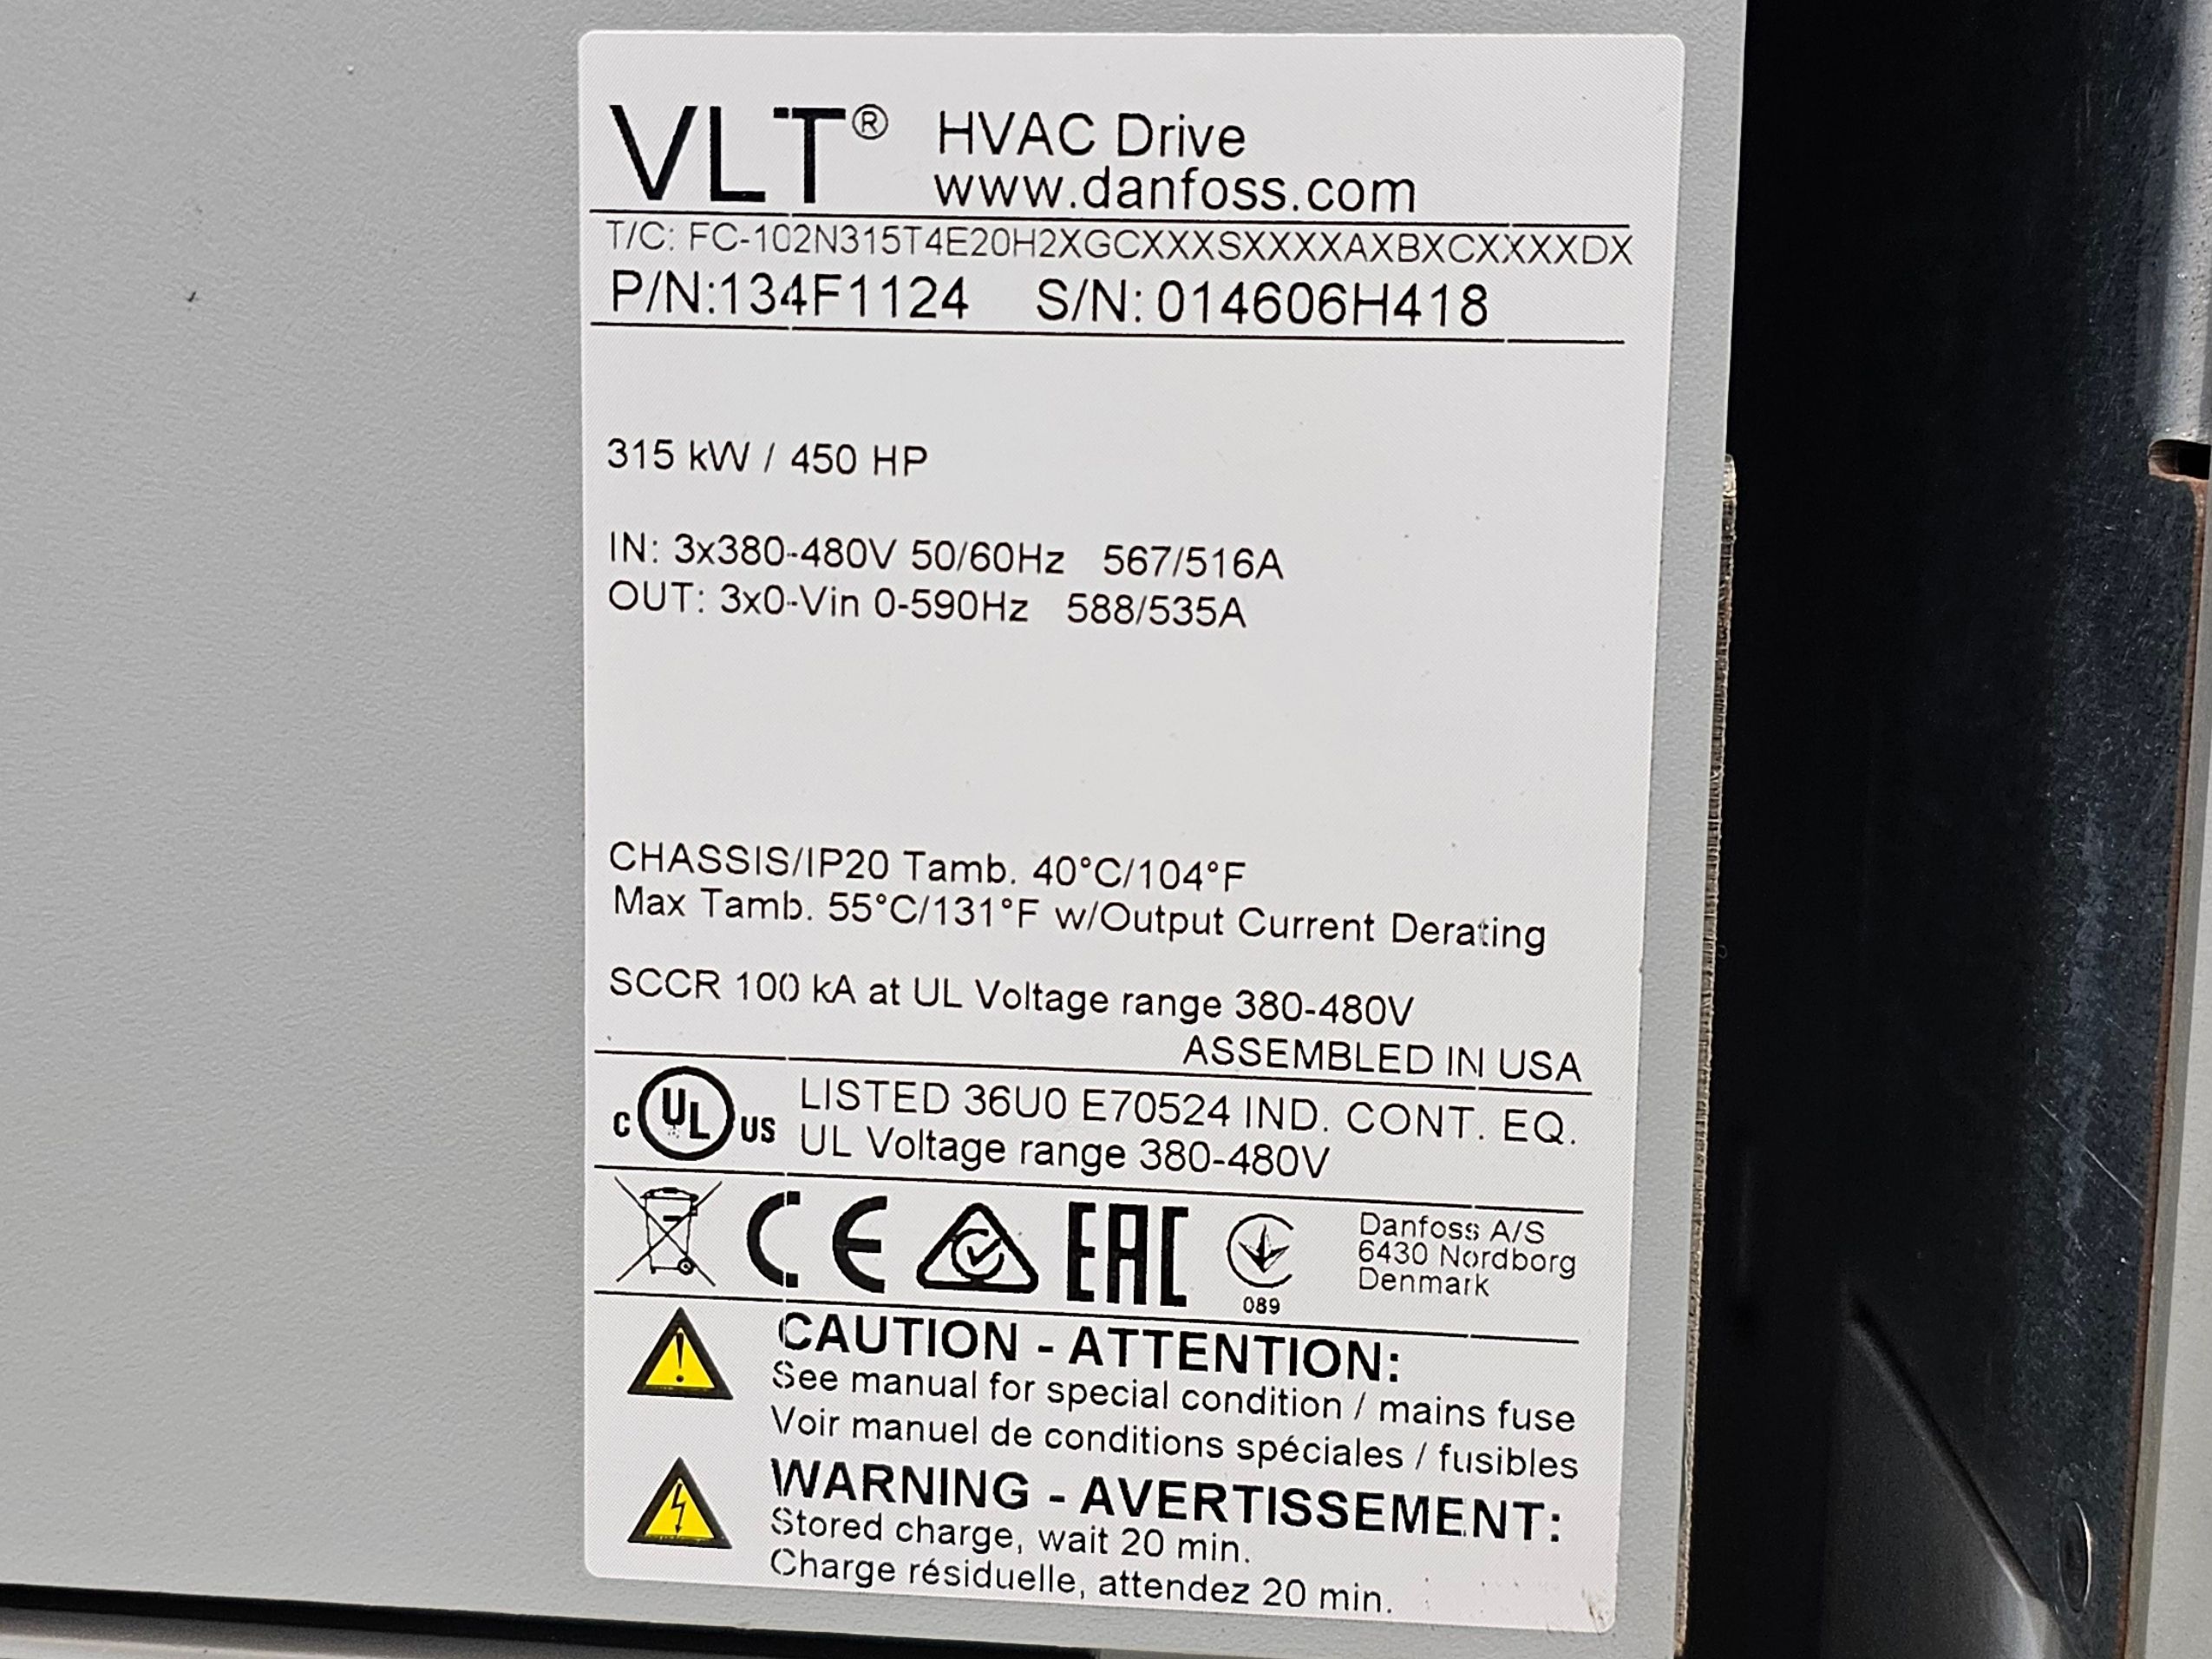 VLT® HVAC Drive
www.danfoss.com
T/C: FC-102N315T4E20H2XGCXXXSXXXXAXBXCXXXXDX
P/N:134F1124 S/N: 014606H418
315 kW / 450 HP
IN: 3x380-480V 50/60Hz 567/516A
OUT: 3x0-Vin 0-590Hz 588/535A
CHASSIS/IP20 Tamb. 40°C/104°F
Max Tamb. 55°C/131°F w/Output Current Derating
SCCR 100 kA at UL Voltage range 380-480V
ASSEMBLED IN USA
C UL US LISTED 36U0 E70524 IND. CONT. EQ.
UL Voltage range 380-480V
CE EAC 089
Danfoss A/S
6430 Nordborg
Denmark
CAUTION - ATTENTION:
See manual for special condition / mains fuse
Voir manuel de conditions spéciales / fusibles
WARNING - AVERTISSEMENT:
Stored charge, wait 20 min.
Charge résiduelle, attendez 20 min.